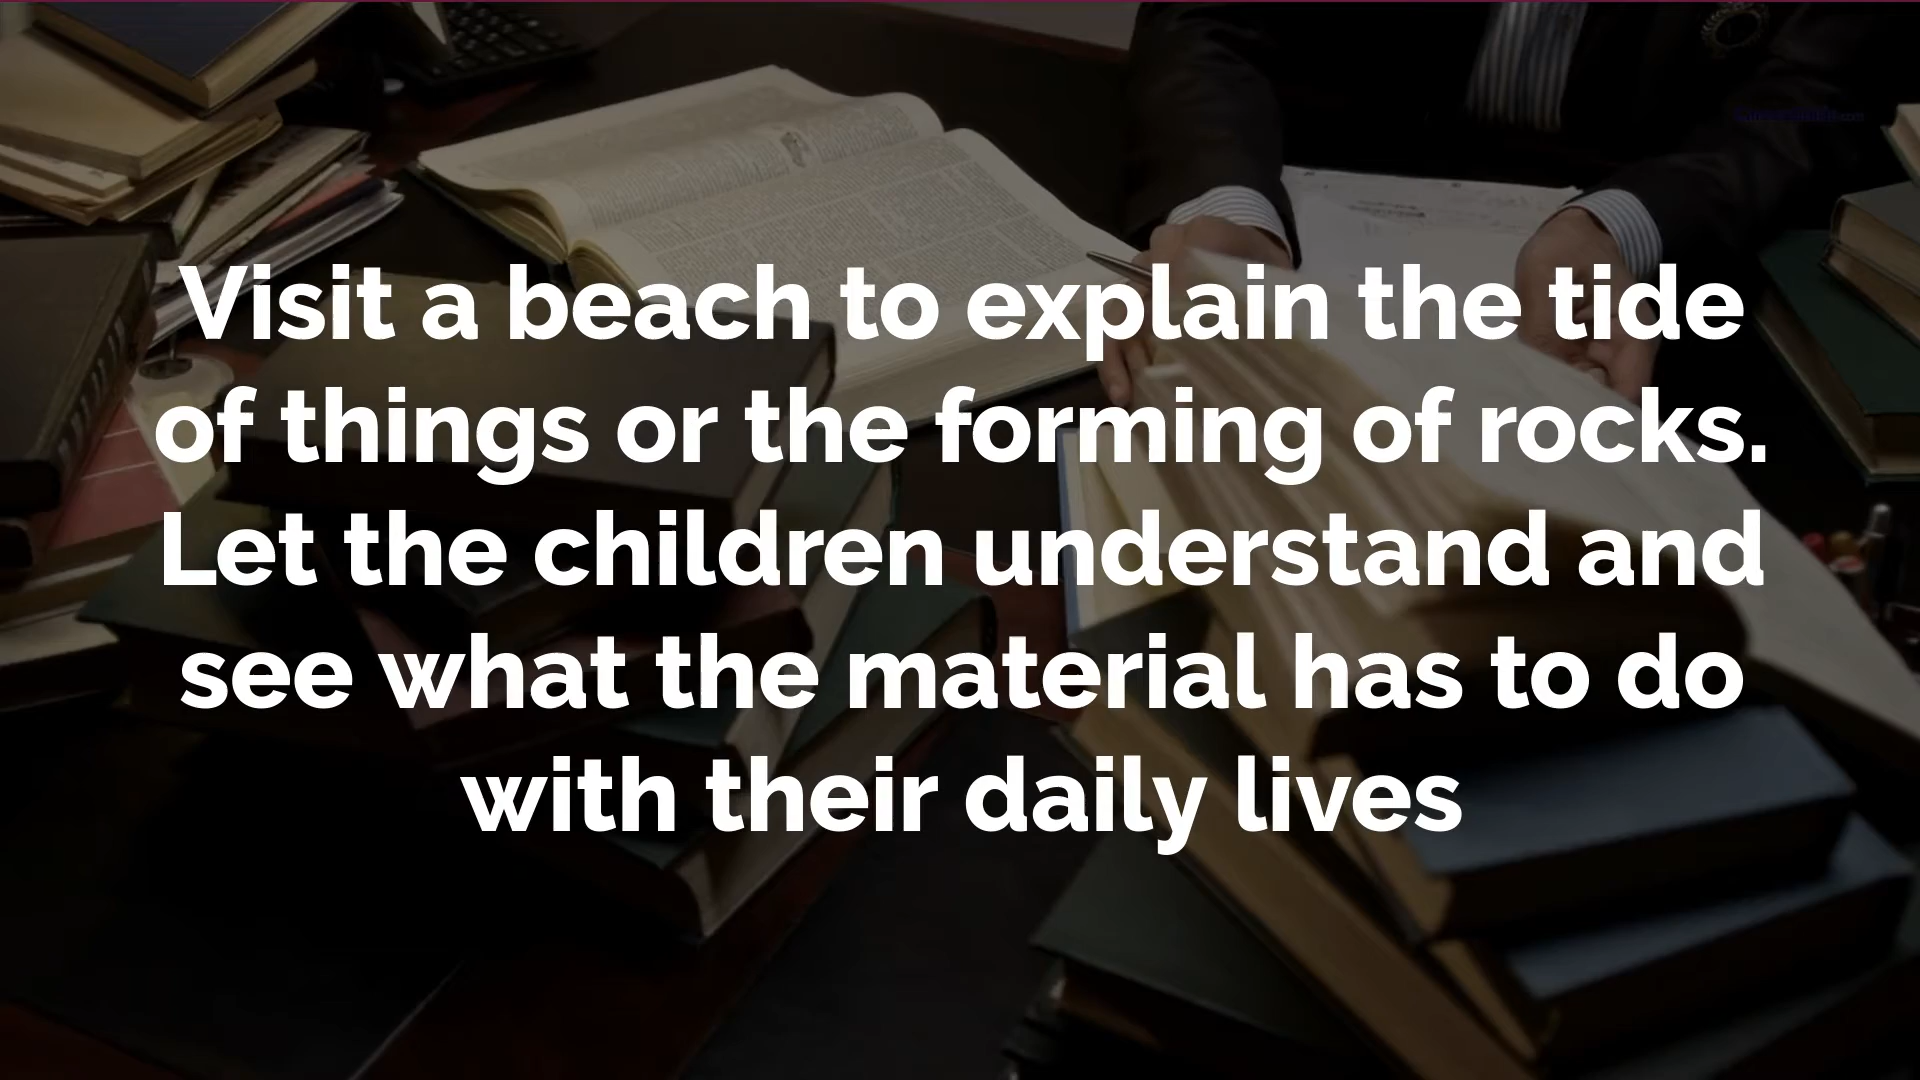 Visit a beach to explain the tide
of things or the forming of rocks.
Let the children understand and
see what the material has to do
with their daily lives